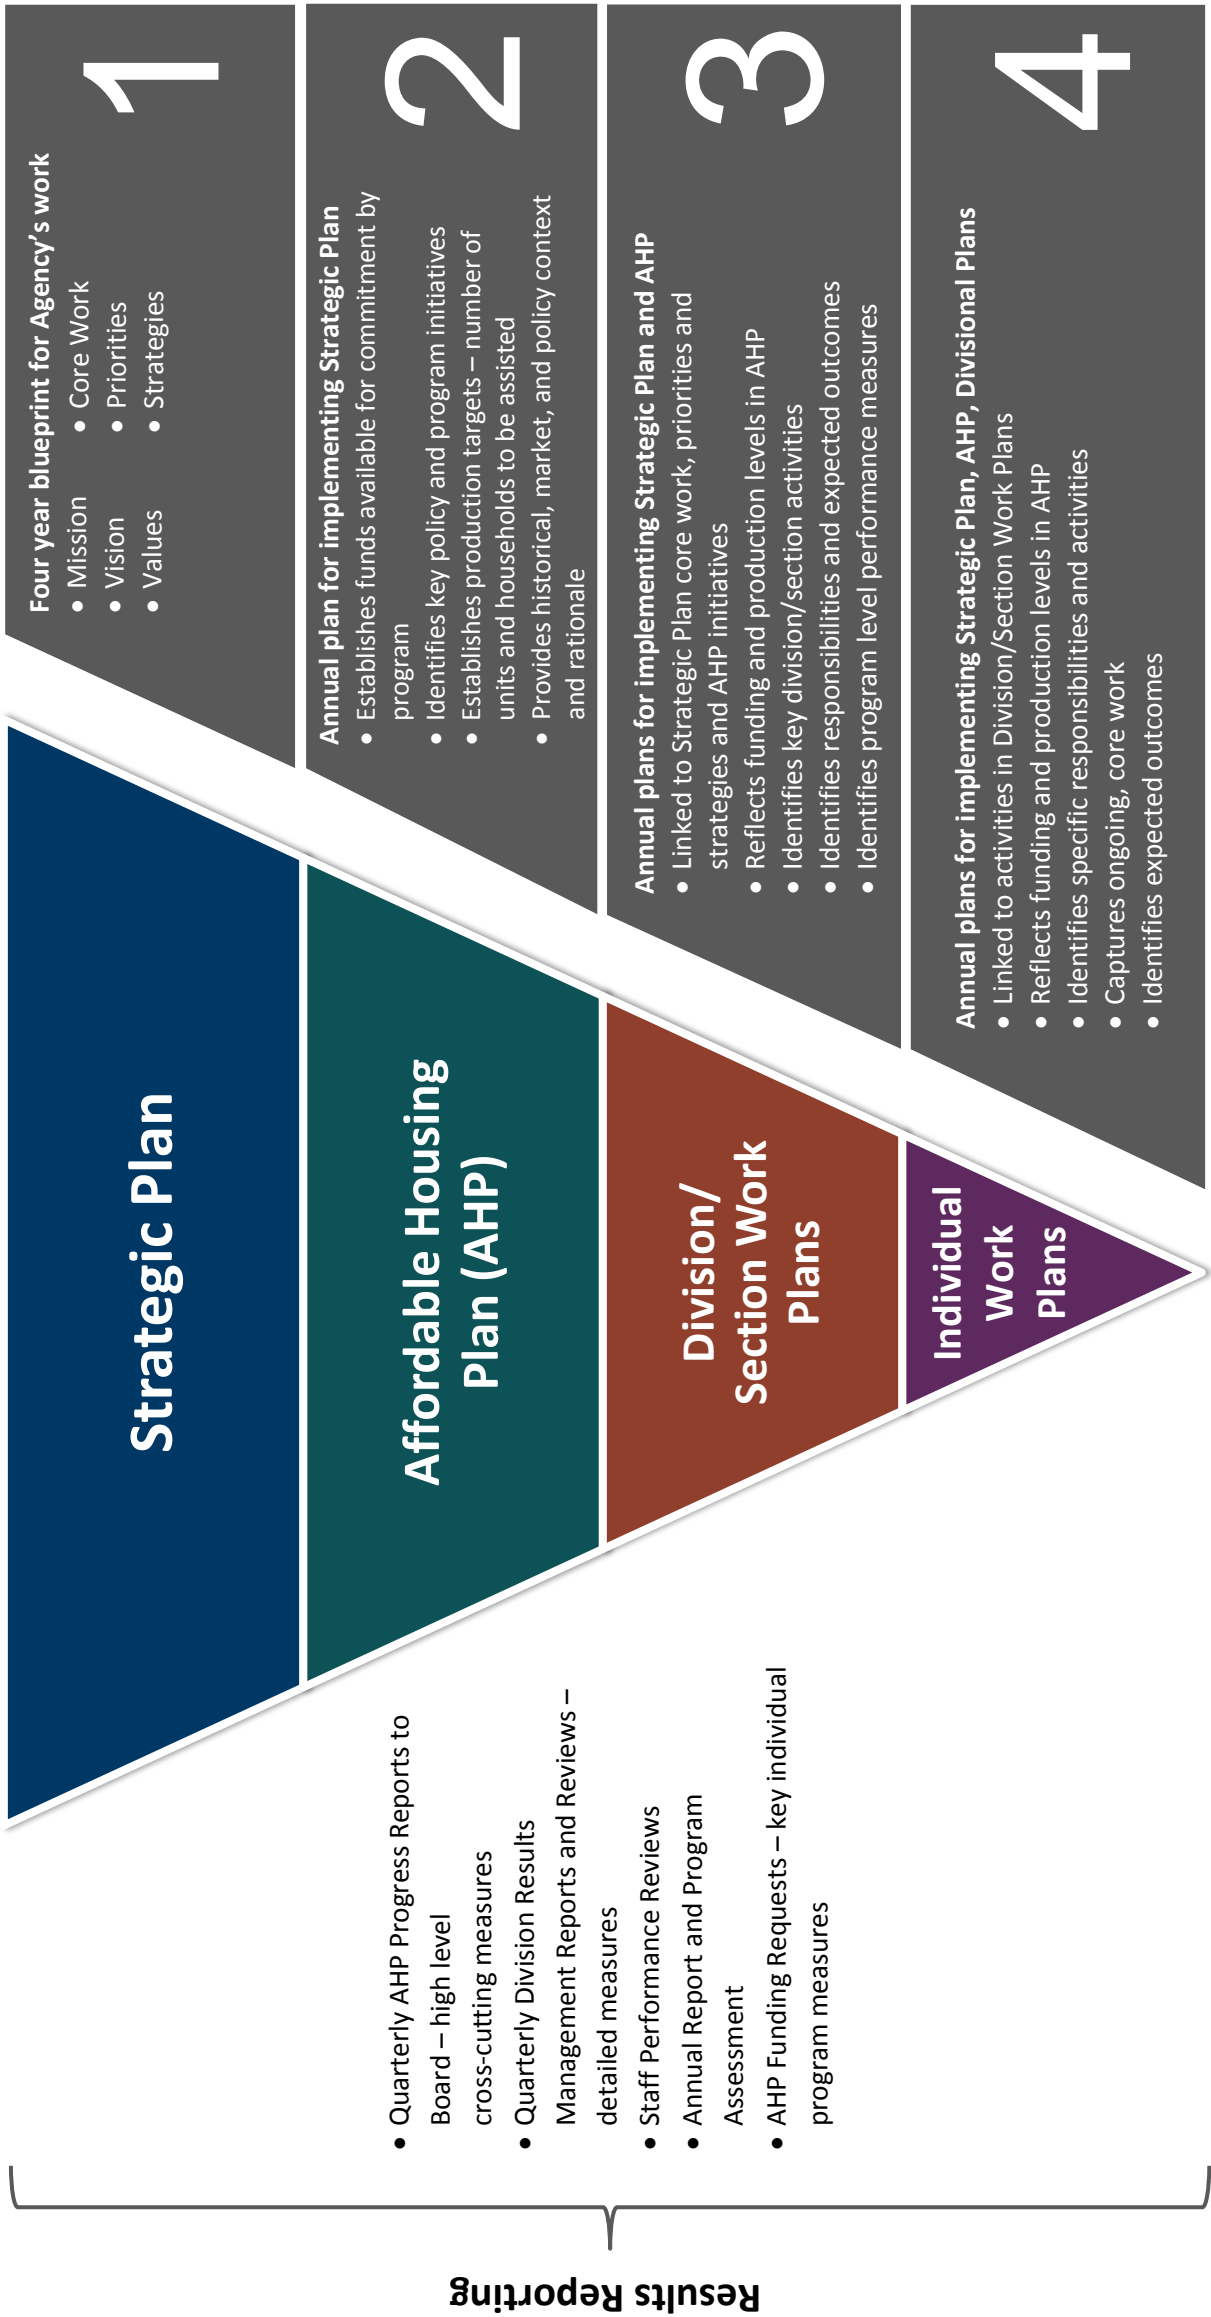 Results Reporting
• Quarterly AHP Progress Reports to
Board – high level
cross-cutting measures
• Quarterly Division Results
Management Reports and Reviews –
detailed measures
• Staff Performance Reviews
• Annual Report and Program
Assessment
• AHP Funding Requests – key individual
program measures
Strategic Plan
Four year blueprint for Agency's work
• Mission • Core Work
• Vision • Priorities
• Values • Strategies
1
Affordable Housing
Plan (AHP)
Annual plan for implementing Strategic Plan
• Establishes funds available for commitment by
program
• Identifies key policy and program initiatives
• Establishes production targets – number of
units and households to be assisted
• Provides historical, market, and policy context
and rationale
2
Division/
Section Work
Plans
Annual plans for implementing Strategic Plan and AHP
• Linked to Strategic Plan core work, priorities and
strategies and AHP initiatives
• Reflects funding and production levels in AHP
• Identifies key division/section activities
• Identifies responsibilities and expected outcomes
• Identifies program level performance measures
3
Individual
Work
Plans
Annual plans for implementing Strategic Plan, AHP, Divisional Plans
• Linked to activities in Division/Section Work Plans
• Reflects funding and production levels in AHP
• Identifies specific responsibilities and activities
• Captures ongoing, core work
• Identifies expected outcomes
4